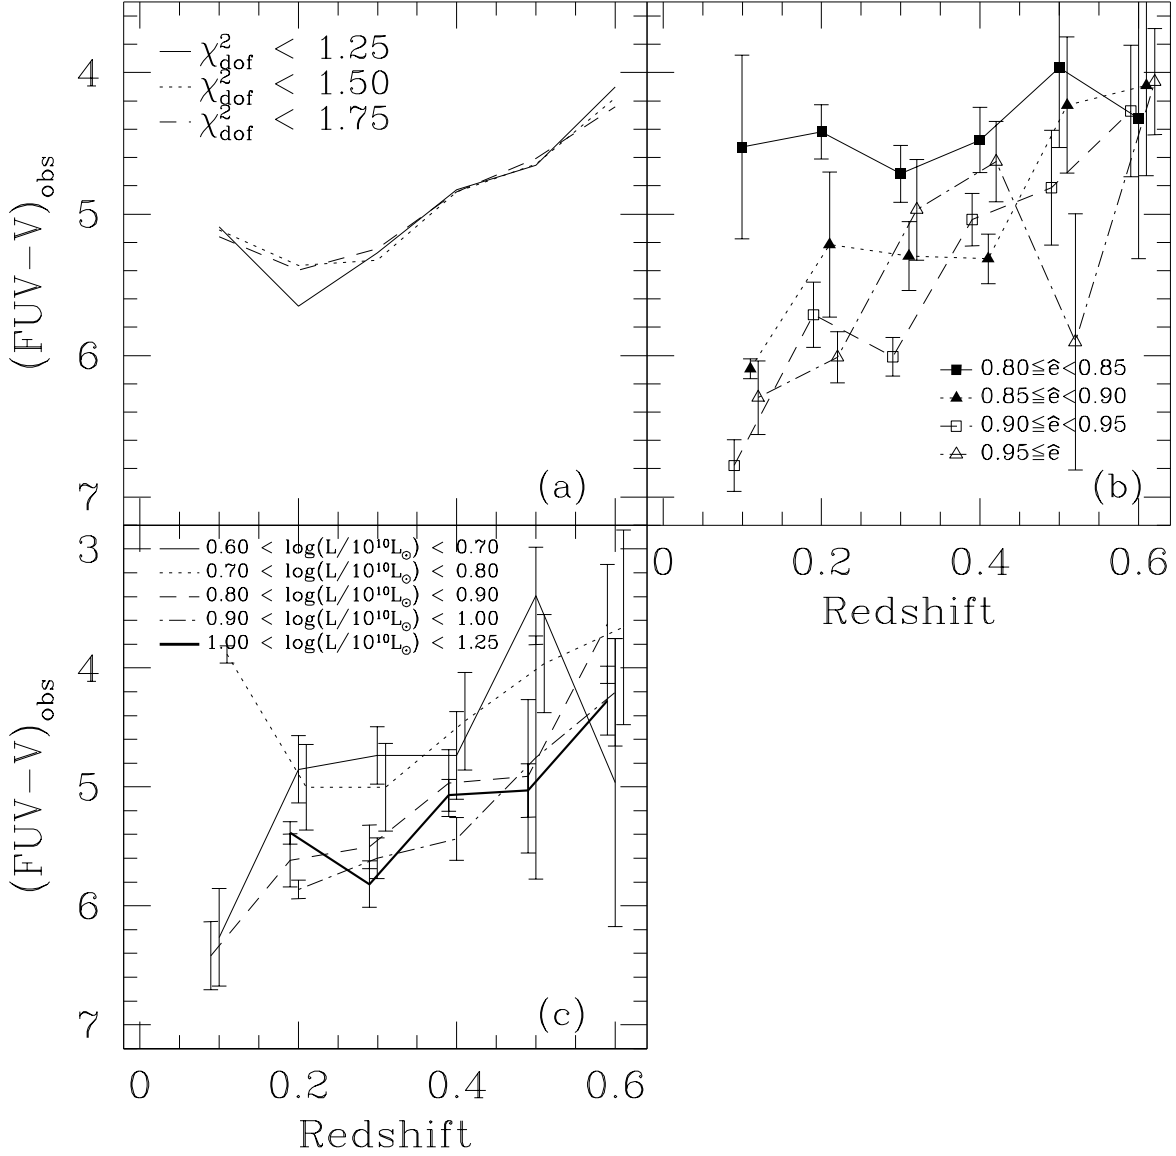 χ²dof < 1.25
χ²dof < 1.50
χ²dof < 1.75
4
5
6
7
(FUV−V)obs
(a)
0.80≦ê<0.85
0.85≦ê<0.90
0.90≦ê<0.95
0.95≦ê
(b)
0 0.2 0.4 0.6
Redshift
0.60 < log(L/10¹⁰L⊙) < 0.70
0.70 < log(L/10¹⁰L⊙) < 0.80
0.80 < log(L/10¹⁰L⊙) < 0.90
0.90 < log(L/10¹⁰L⊙) < 1.00
1.00 < log(L/10¹⁰L⊙) < 1.25
3
4
5
6
7
(FUV−V)obs
(c)
0 0.2 0.4 0.6
Redshift